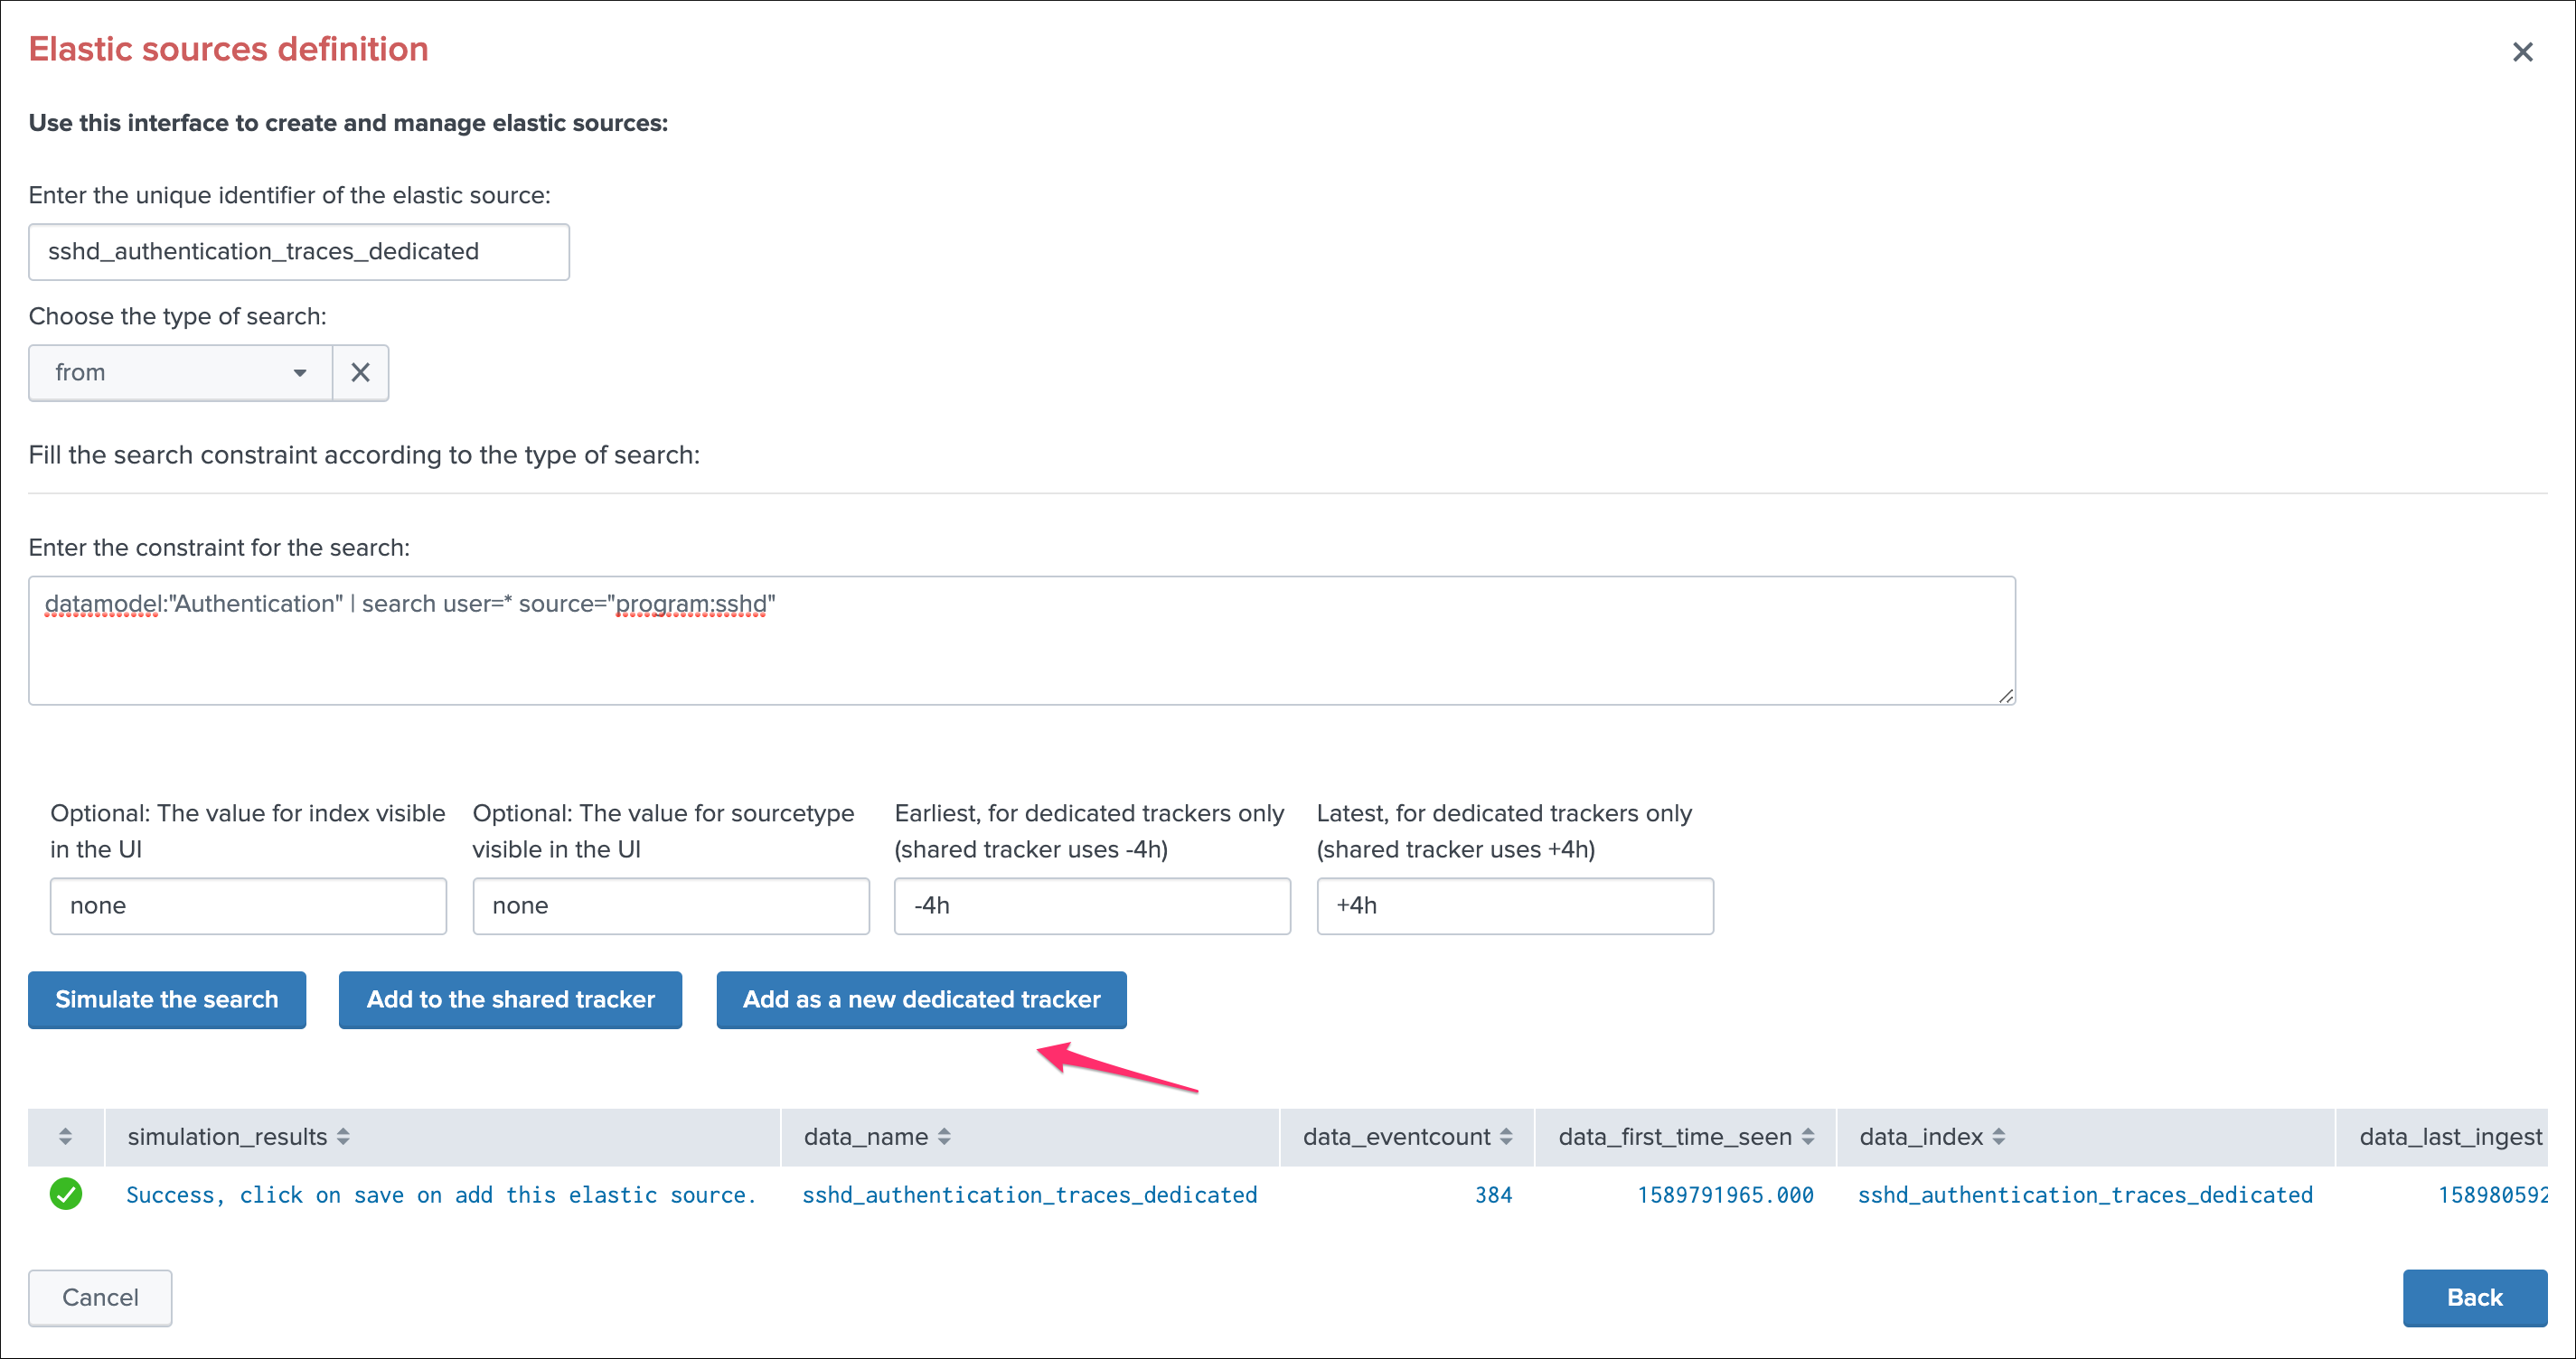 Elastic sources definition
Use this interface to create and manage elastic sources:
Enter the unique identifier of the elastic source:
sshd_authentication_traces_dedicated
Choose the type of search:
from
Fill the search constraint according to the type of search:
Enter the constraint for the search:
datamodel:"Authentication" | search user=* source="program:sshd"
Optional: The value for index visible
in the UI
Optional: The value for sourcetype
visible in the UI
Earliest, for dedicated trackers only
(shared tracker uses -4h)
Latest, for dedicated trackers only
(shared tracker uses +4h)
none
none
-4h
+4h
Simulate the search
Add to the shared tracker
Add as a new dedicated tracker
simulation_results
data_name
data_eventcount
data_first_time_seen
data_index
data_last_ingest
Success, click on save on add this elastic source.
sshd_authentication_traces_dedicated
384
1589791965.000
sshd_authentication_traces_dedicated
158980592
Cancel
Back